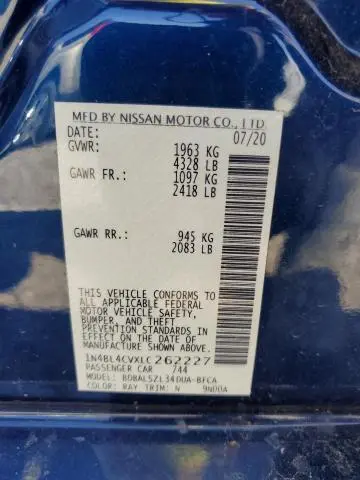 MFD BY NISSAN MOTOR CO., LTD.
DATE: 07/20
GVWR: 1963 KG
4328 LB
GAWR FR.: 1097 KG
2418 LB
GAWR RR.: 945 KG
2083 LB
THIS VEHICLE CONFORMS TO
ALL APPLICABLE FEDERAL
MOTOR VEHICLE SAFETY,
BUMPER, AND THEFT
PREVENTION STANDARDS IN
EFFECT ON THE DATE OF
MANUFACTURE SHOWN ABOVE.
1N4BL4CVXLC262227
PASSENGER CAR 744
MODEL: BDBALSZL34DUA-BFCA
COLOR: RAY TRIM: N 9NDDA